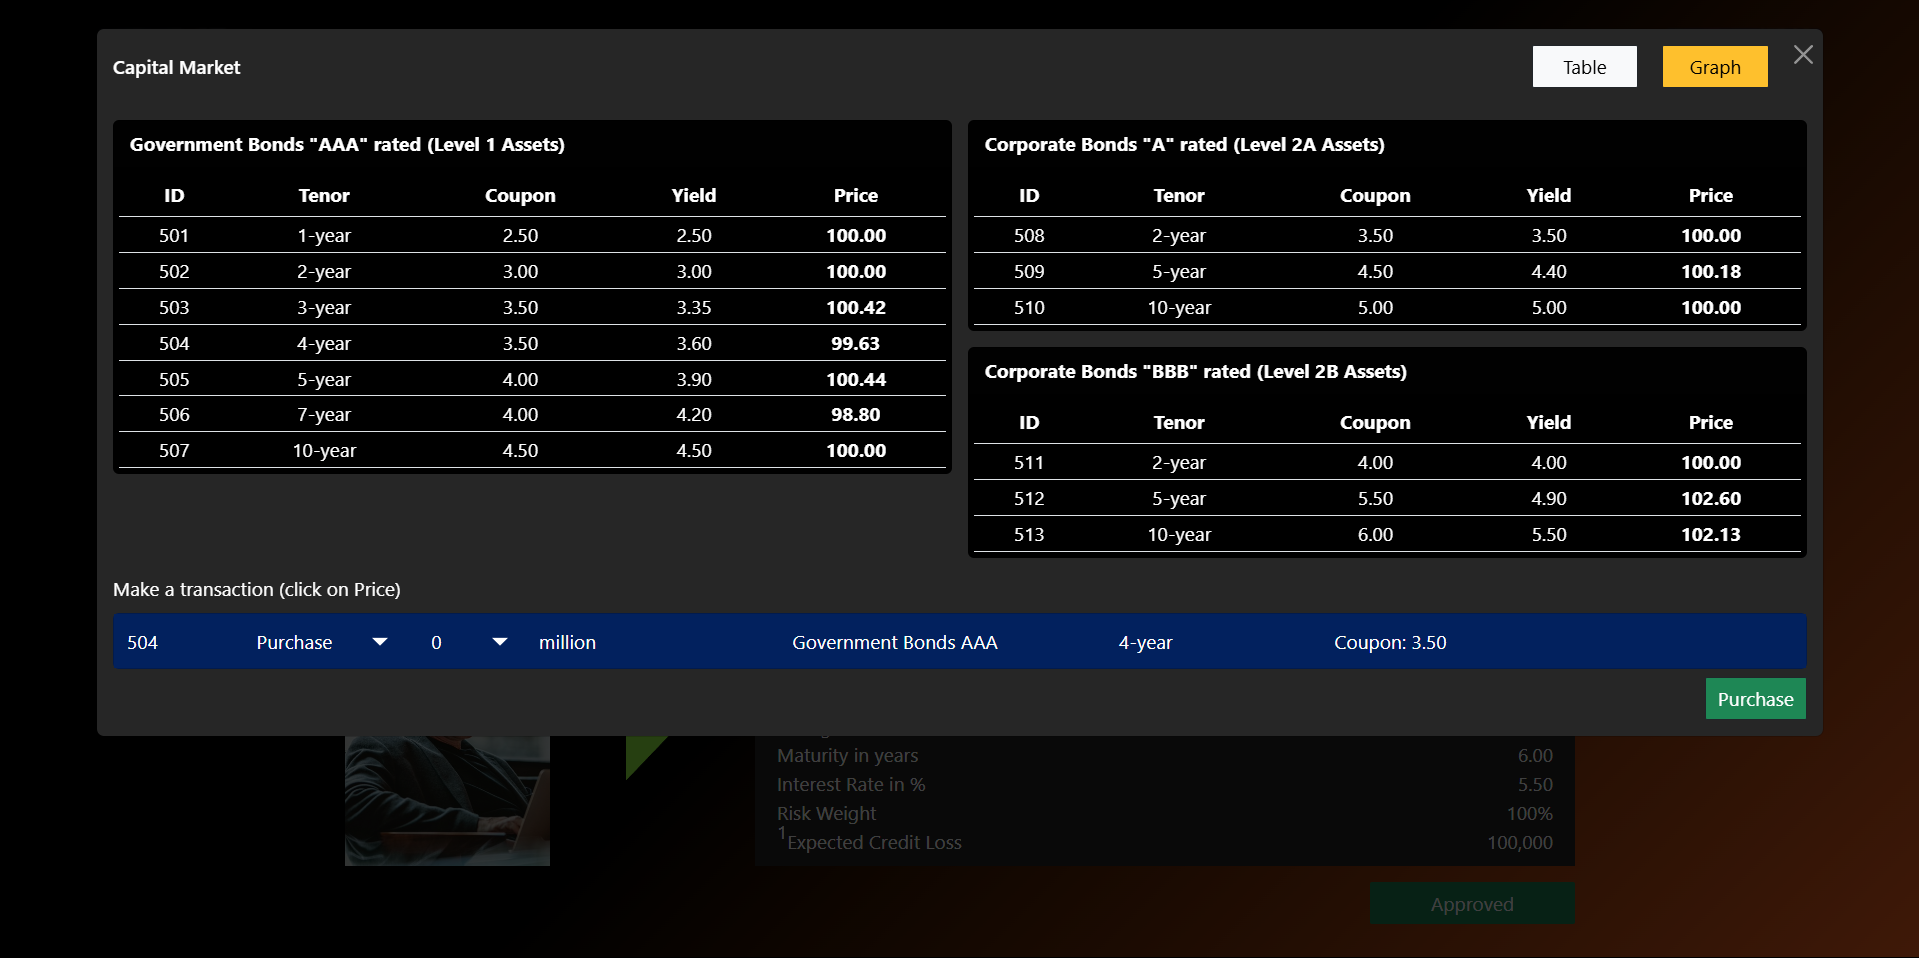 Capital Market
Table
Graph
Government Bonds "AAA" rated (Level 1 Assets)
ID Tenor Coupon Yield Price
501 1-year 2.50 2.50 100.00
502 2-year 3.00 3.00 100.00
503 3-year 3.50 3.35 100.42
504 4-year 3.50 3.60 99.63
505 5-year 4.00 3.90 100.44
506 7-year 4.00 4.20 98.80
507 10-year 4.50 4.50 100.00
Corporate Bonds "A" rated (Level 2A Assets)
ID Tenor Coupon Yield Price
508 2-year 3.50 3.50 100.00
509 5-year 4.50 4.40 100.18
510 10-year 5.00 5.00 100.00
Corporate Bonds "BBB" rated (Level 2B Assets)
ID Tenor Coupon Yield Price
511 2-year 4.00 4.00 100.00
512 5-year 5.50 4.90 102.60
513 10-year 6.00 5.50 102.13
Make a transaction (click on Price)
504 Purchase 0 million Government Bonds AAA 4-year Coupon: 3.50
Purchase
Maturity in years 6.00
Interest Rate in % 5.50
Risk Weight 100%
1 Expected Credit Loss 100,000
Approved